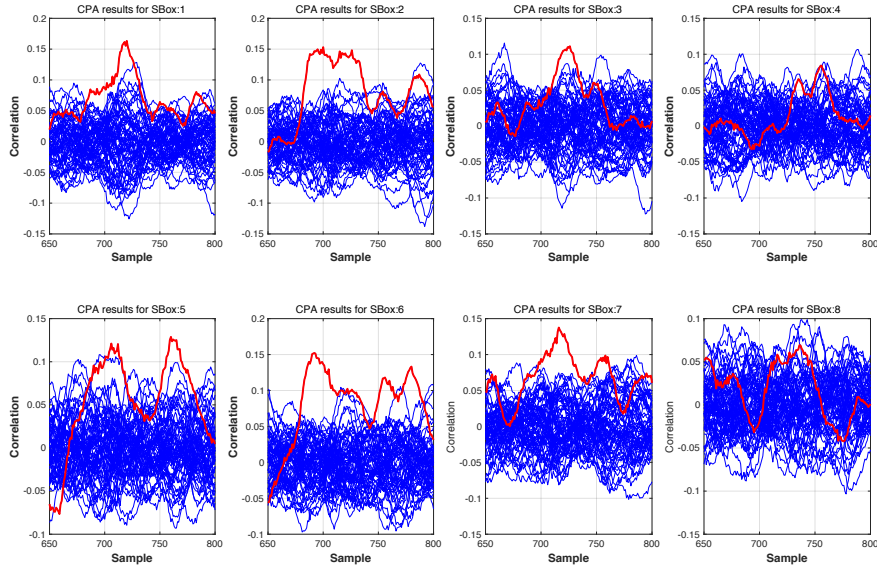 CPA results for SBox:1
0.2
0.15
0.1
0.05
0
-0.05
-0.1
-0.15
Correlation
650 700 750 800
Sample
CPA results for SBox:2
0.2
0.15
0.1
0.05
0
-0.05
-0.1
-0.15
Correlation
650 700 750 800
Sample
CPA results for SBox:3
0.15
0.1
0.05
0
-0.05
-0.1
-0.15
Correlation
650 700 750 800
Sample
CPA results for SBox:4
0.15
0.1
0.05
0
-0.05
-0.1
-0.15
Correlation
650 700 750 800
Sample
CPA results for SBox:5
0.15
0.1
0.05
0
-0.05
-0.1
Correlation
650 700 750 800
Sample
CPA results for SBox:6
0.2
0.15
0.1
0.05
0
-0.05
-0.1
Correlation
650 700 750 800
Sample
CPA results for SBox:7
0.15
0.1
0.05
0
-0.05
-0.1
-0.15
Correlation
650 700 750 800
Sample
CPA results for SBox:8
0.1
0.05
0
-0.05
-0.1
-0.15
Correlation
650 700 750 800
Sample